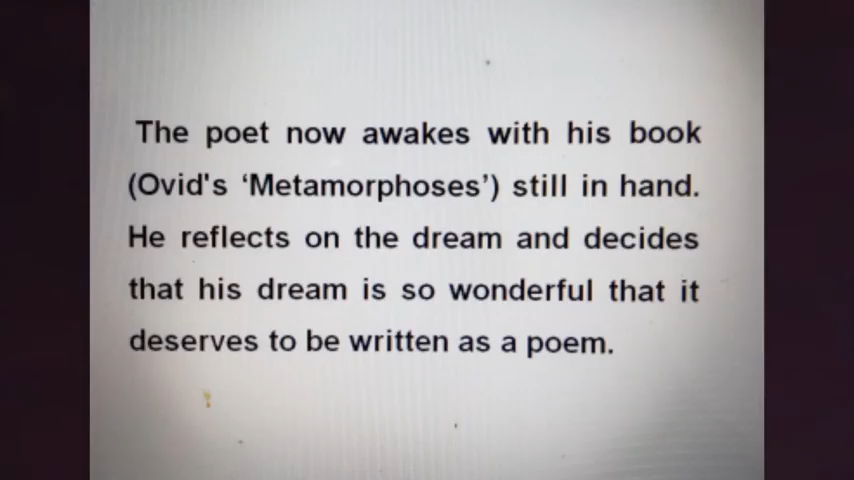 The poet now awakes with his book
(Ovid's ‘Metamorphoses’) still in hand.
He reflects on the dream and decides
that his dream is so wonderful that it
deserves to be written as a poem.